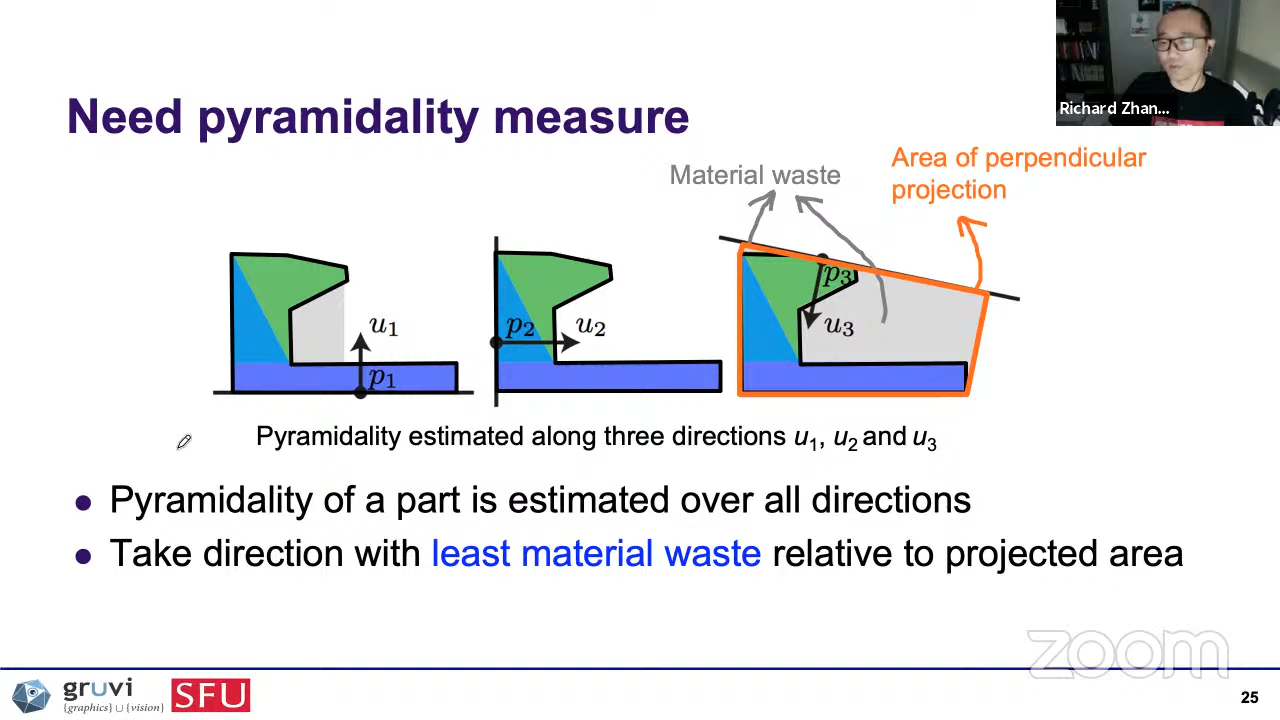 Richard Zhan...
Need pyramidality measure
Material waste
Area of perpendicular
projection
u1
p1
p2
u2
p3
u3
Pyramidality estimated along three directions u1, u2 and u3
● Pyramidality of a part is estimated over all directions
● Take direction with least material waste relative to projected area
zoom
gruvi
{graphics} ∪ {vision}
SFU
25